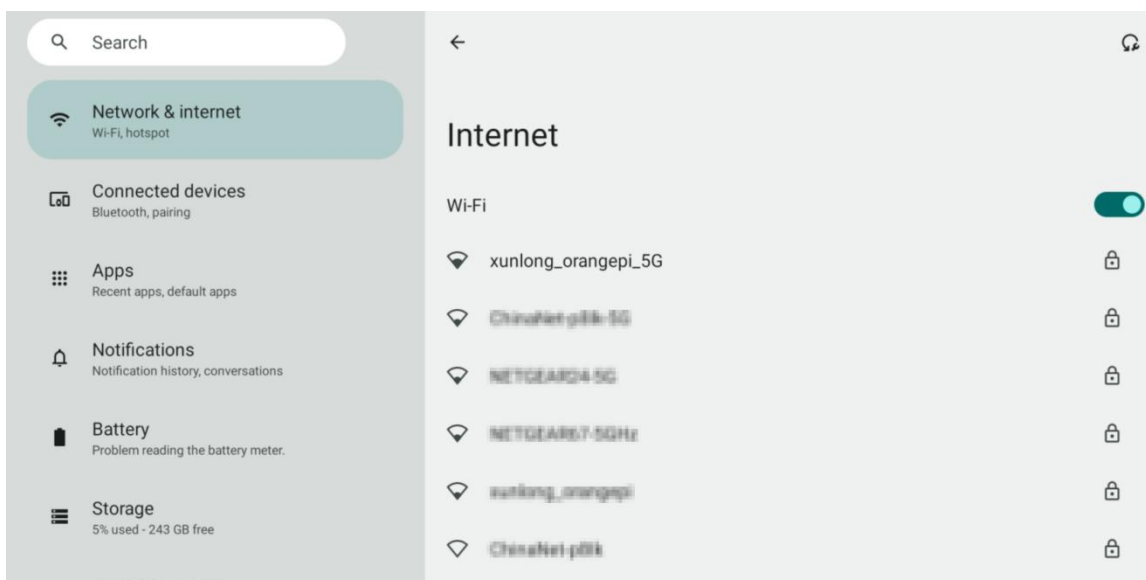 Search
Network & internet
Wi-Fi, hotspot
Connected devices
Bluetooth, pairing
Apps
Recent apps, default apps
Notifications
Notification history, conversations
Battery
Problem reading the battery meter.
Storage
5% used - 243 GB free
Internet
Wi-Fi
xunlong_orangepi_5G